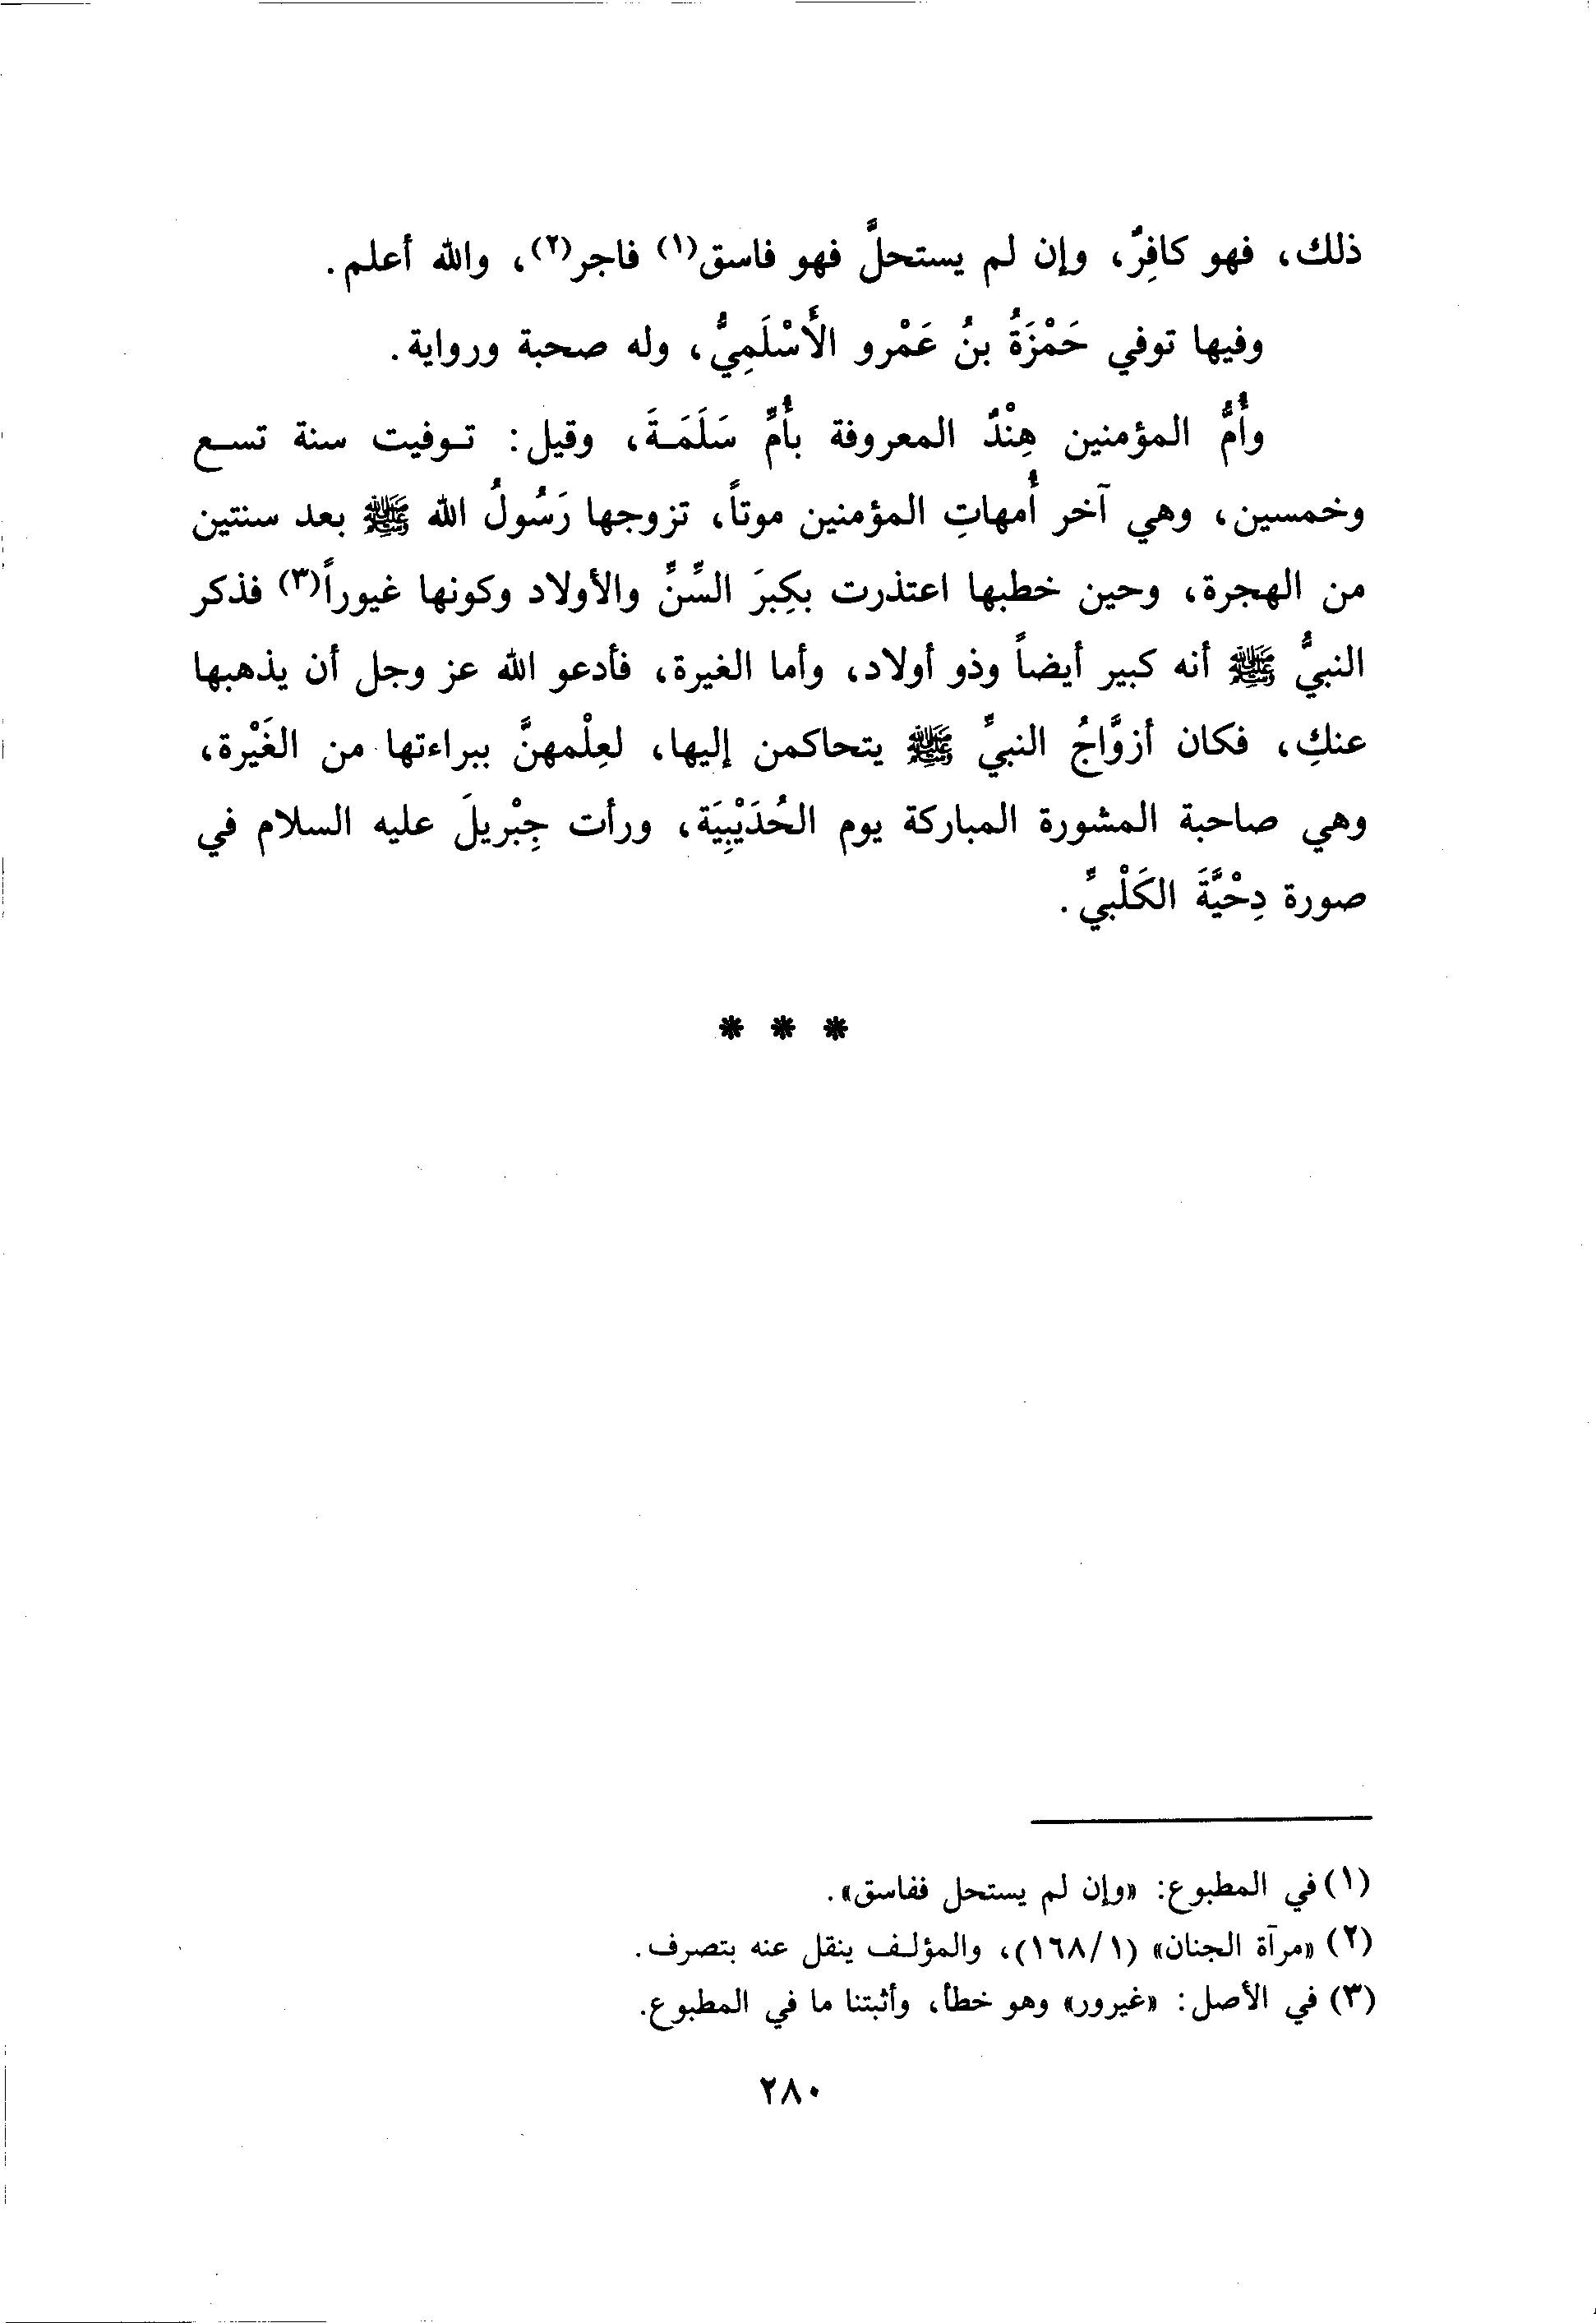 ذلك، فهو كافِرٌ، وإن لم يستحلَّ فهو فاسق(١) فاجر(٢)، والله أعلم.
وفيها توفي حَمْزَةُ بنُ عَمْرو الأَسْلَمِيُّ، وله صحبة ورواية.
وأُمُّ المؤمنين هِنْدٌ المعروفة بأُمِّ سَلَمَـةَ، وقيل: تـوفيت سنة تسـع
وخمسين، وهي آخر أُمهاتِ المؤمنين موتاً، تزوجها رَسُولُ الله ﷺ بعد سنتين
من الهجرة، وحين خطبها اعتذرت بكِبرَ السِّنِّ والأولاد وكونها غيوراً(٣) فذكر
النبيُّ ﷺ أنه كبير أيضاً وذو أولاد، وأما الغيرة، فأدعو الله عز وجل أن يذهبها
عنكِ، فكان أزوَّاجُ النبيِّ ﷺ يتحاكمن إليها، لعِلْمهنَّ ببراءتها من الغَيْرة،
وهي صاحبة المشورة المباركة يوم الحُدَيْبِيَة، ورأت جِبْريلَ عليه السلام في
صورة دِحْيَّةَ الكَلْبيِّ.
* * *
(١) في المطبوع: «وإن لم يستحل ففاسق».
(٢) «مرآة الجنان» (١/١٦٨)، والمؤلـف ينقل عنه بتصرف.
(٣) في الأصل: «غيرور» وهو خطأ، وأثبتنا ما في المطبوع.
٢٨٠